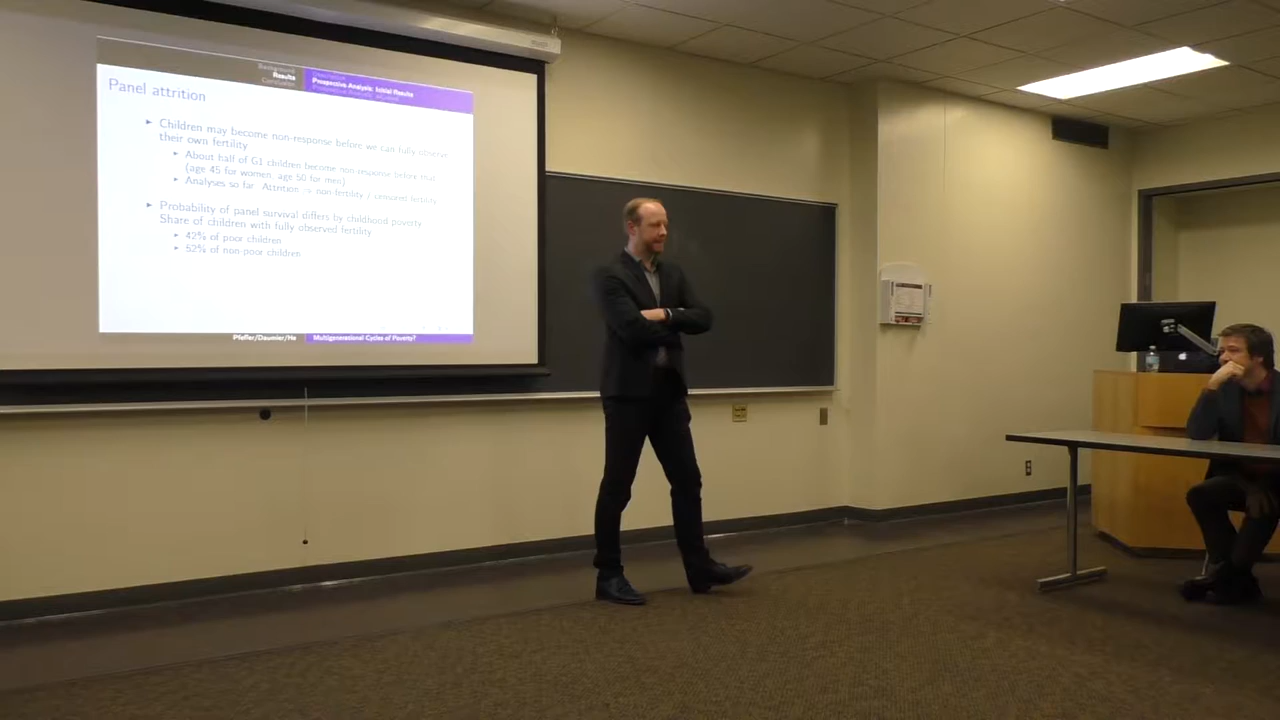 Background
Results
Conclusion
Prospective Analysis: Initial Results
Panel attrition
Children may become non-response before we can fully observe
their own fertility
About half of G1 children become non-response before that
(age 45 for women, age 50 for men)
Analyses so far: Attrition = non-fertility / censored fertility
Probability of panel survival differs by childhood poverty
Share of children with fully observed fertility
42% of poor children
52% of non-poor children
Pfeffer/Daumier/He
Multigenerational Cycles of Poverty?